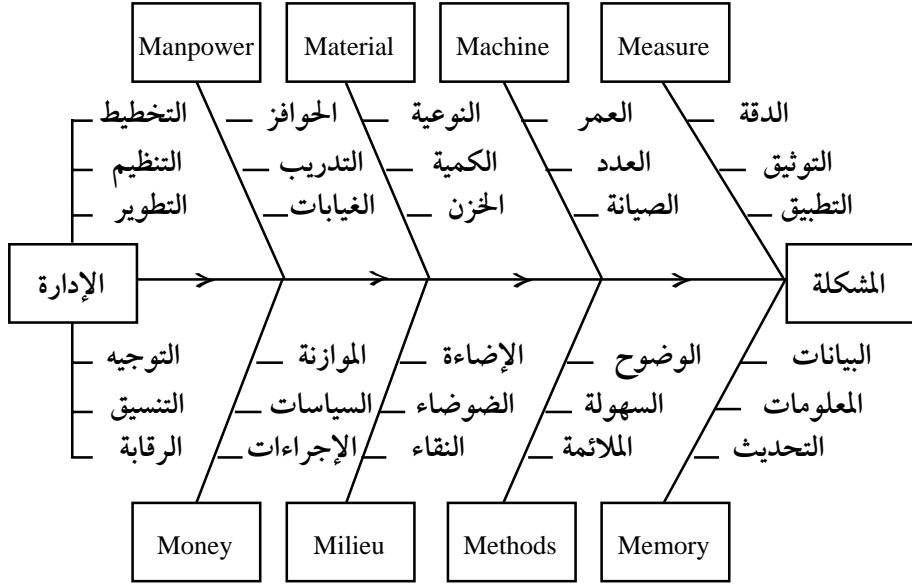 Manpower
Material
Machine
Measure
التخطيط
الحوافز
النوعية
العمر
الدقة
التنظيم
التدريب
الكمية
العدد
التوثيق
التطوير
الغيابات
الخزن
الصيانة
التطبيق
الإدارة
المشكلة
التوجيه
الموازنة
الإضاءة
الوضوح
البيانات
التنسيق
السياسات
الضوضاء
السهولة
المعلومات
الرقابة
الإجراءات
النقاء
الملائمة
التحديث
Money
Milieu
Methods
Memory